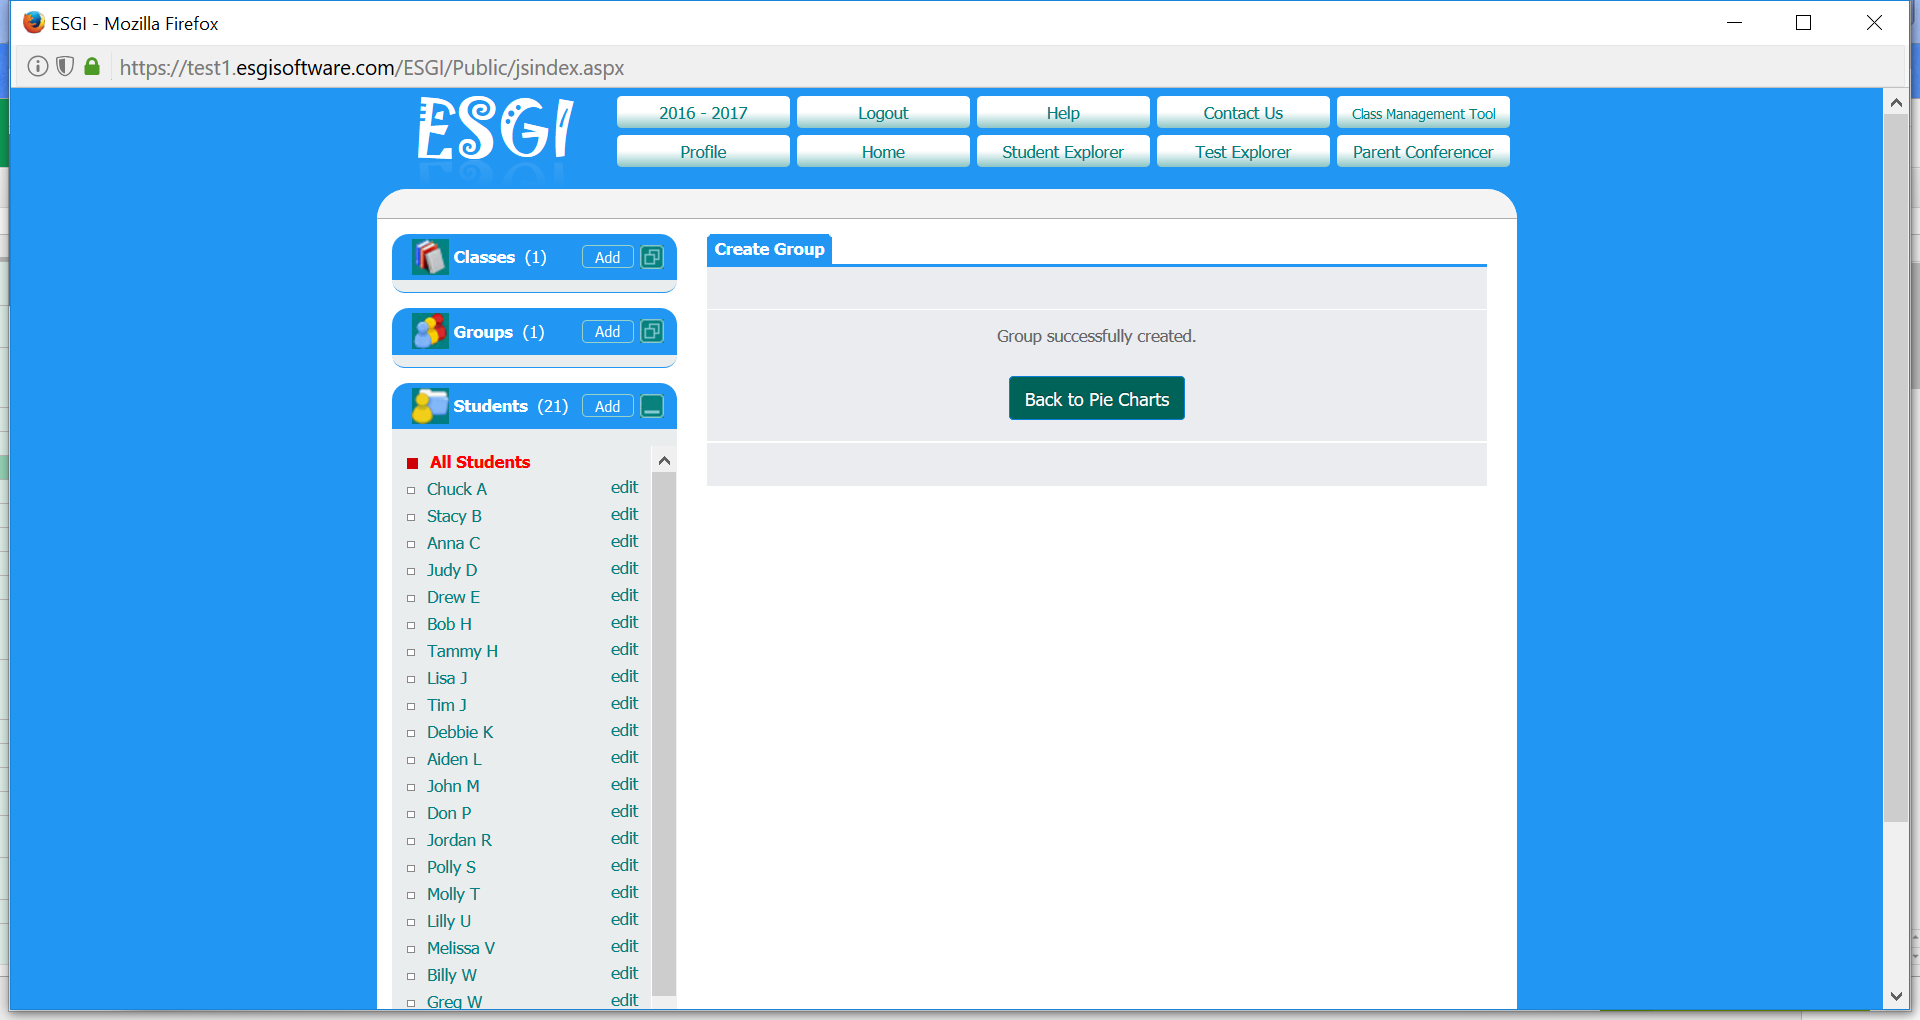 ESGI - Mozilla Firefox
https://test1.esgisoftware.com/ESGI/Public/jsindex.aspx
ESGI
2016 - 2017
Logout
Help
Contact Us
Class Management Tool
Profile
Home
Student Explorer
Test Explorer
Parent Conferencer
Classes (1) Add
Groups (1) Add
Students (21) Add
All Students
Chuck A edit
Stacy B edit
Anna C edit
Judy D edit
Drew E edit
Bob H edit
Tammy H edit
Lisa J edit
Tim J edit
Debbie K edit
Aiden L edit
John M edit
Don P edit
Jordan R edit
Polly S edit
Molly T edit
Lilly U edit
Melissa V edit
Billy W edit
Greg W edit
Create Group
Group successfully created.
Back to Pie Charts